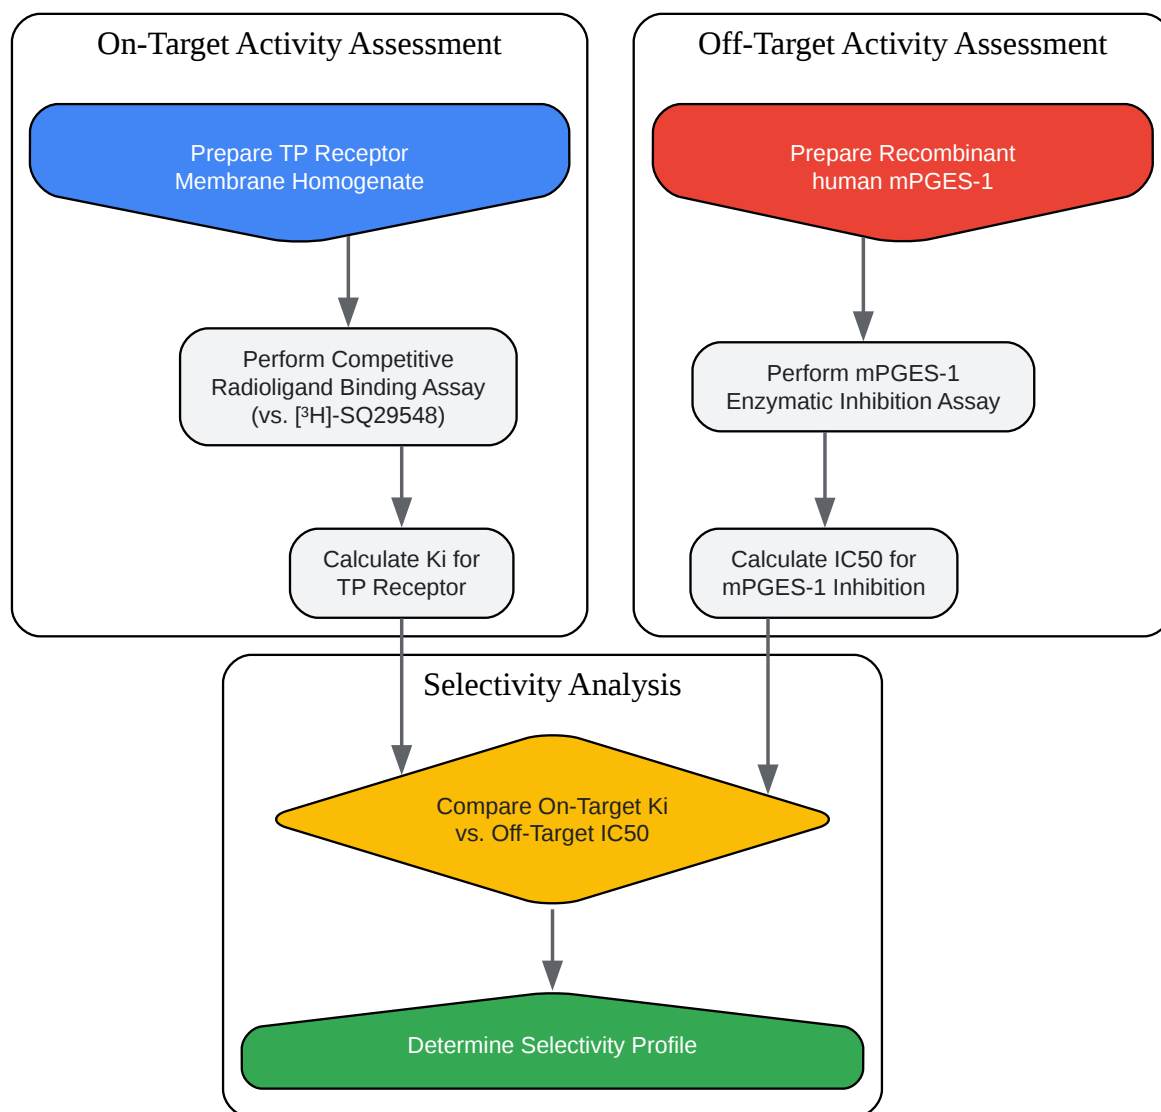 On-Target Activity Assessment
Prepare TP Receptor
Membrane Homogenate
Perform Competitive
Radioligand Binding Assay
(vs. [³H]-SQ29548)
Calculate Ki for
TP Receptor
Off-Target Activity Assessment
Prepare Recombinant
human mPGES-1
Perform mPGES-1
Enzymatic Inhibition Assay
Calculate IC50 for
mPGES-1 Inhibition
Selectivity Analysis
Compare On-Target Ki
vs. Off-Target IC50
Determine Selectivity Profile